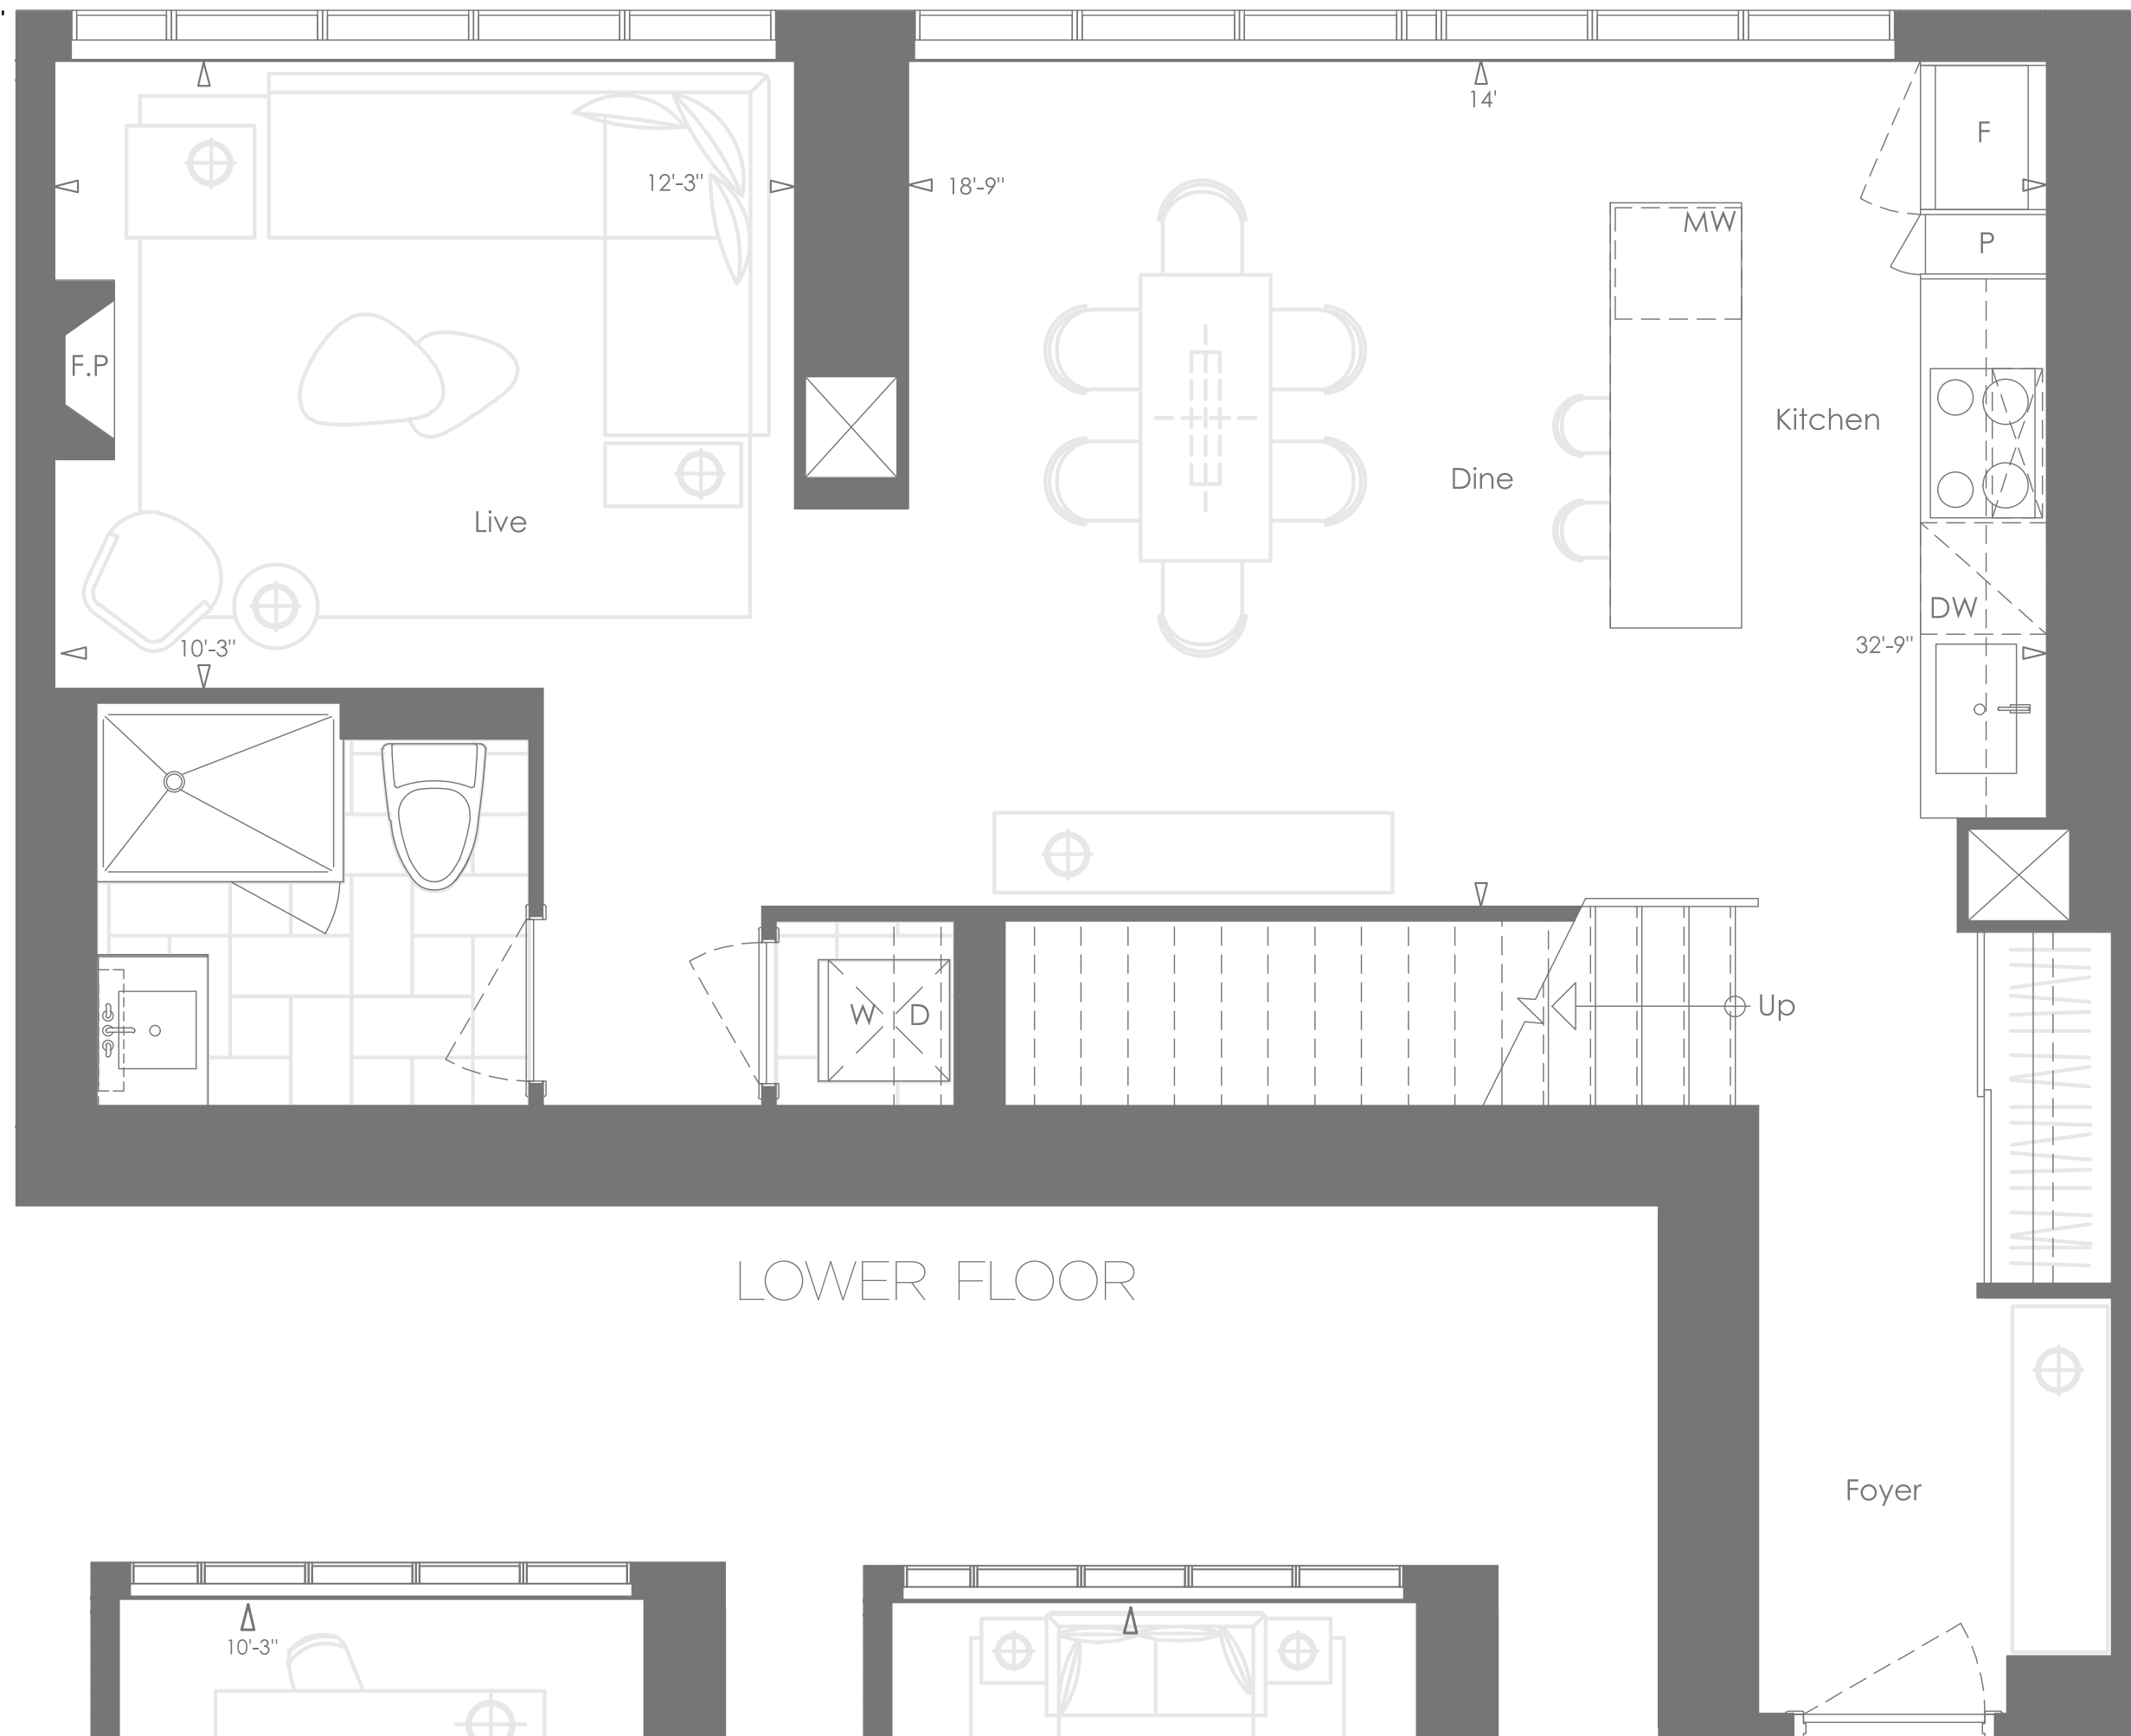 14'
F
12'-3"
18'-9"
MW
P
F.P
Kitchen
Dine
Live
DW
10'-3"
32'-9"
W D
Up
LOWER FLOOR
Foyer
10'-3"